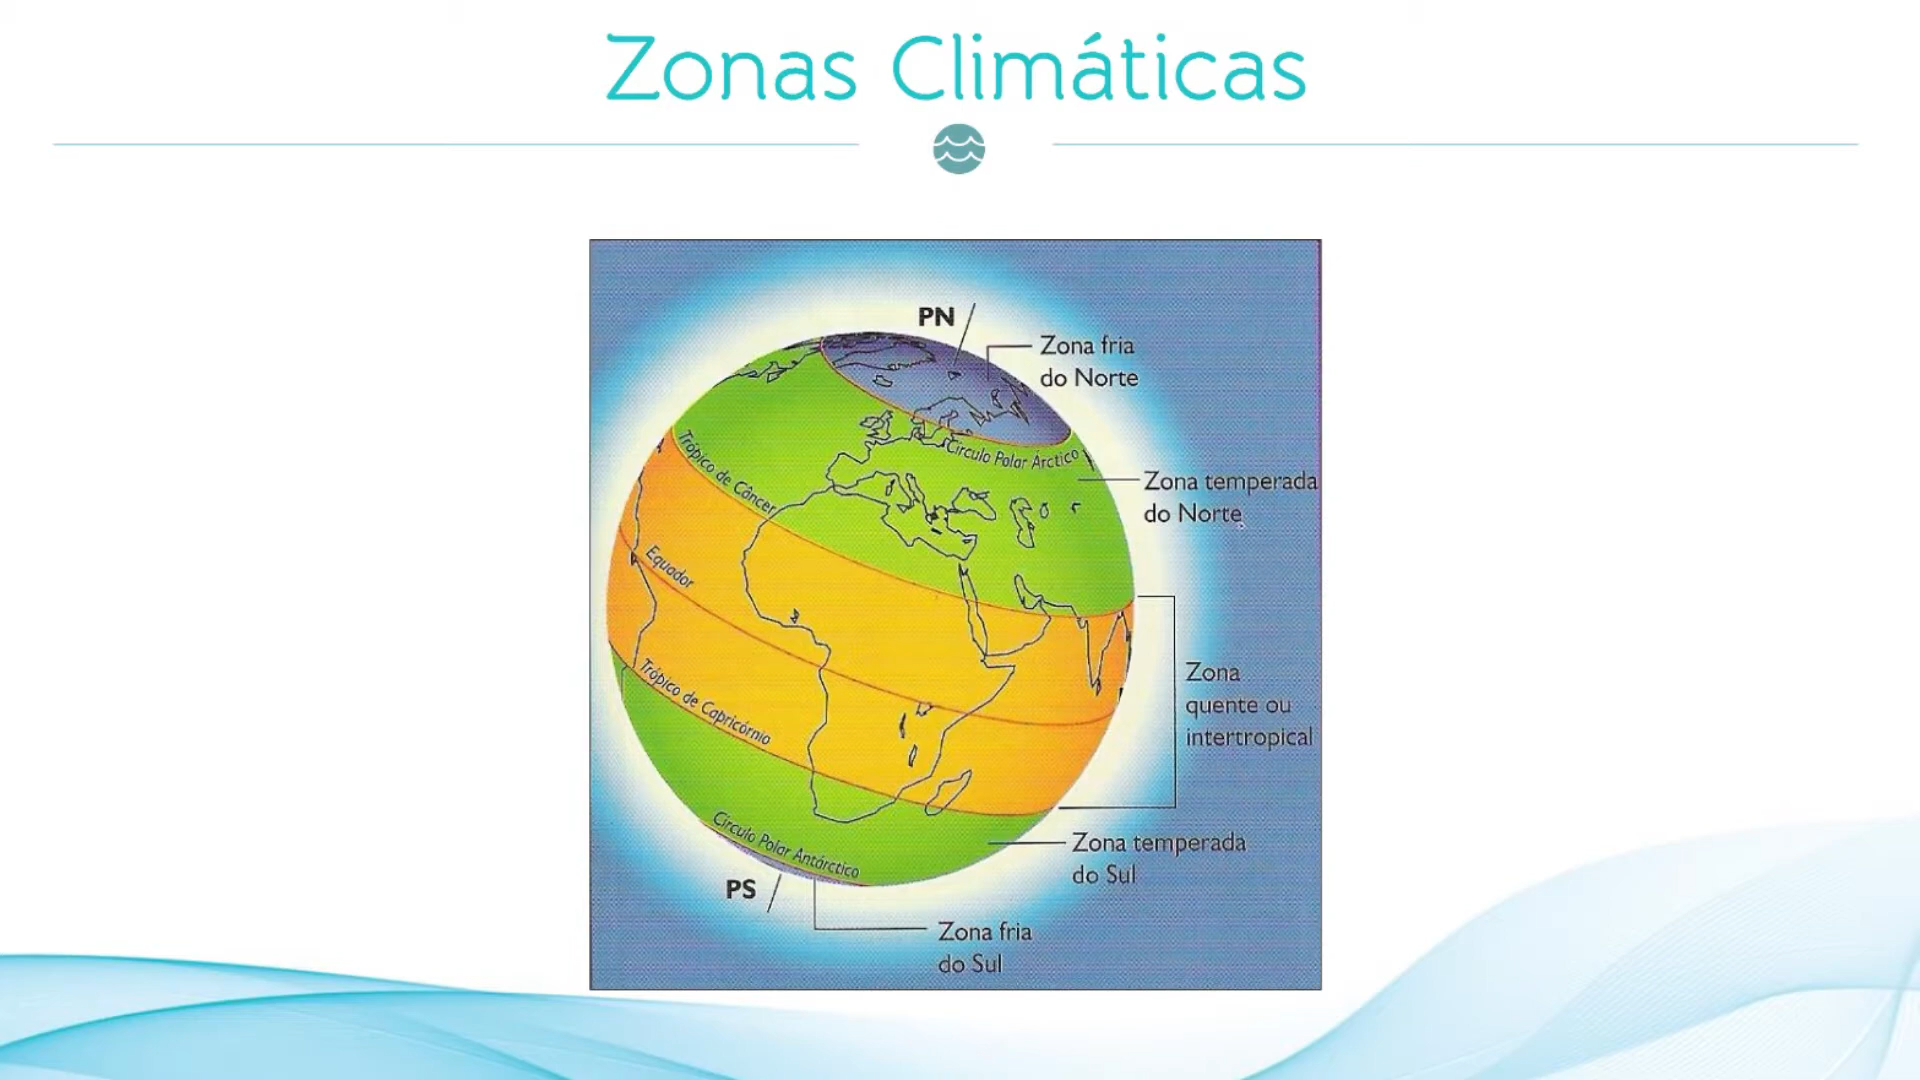 Zonas Climáticas
PN
Zona fria
do Norte
Trópico de Câncer
Círculo Polar Árctico
Zona temperada
do Norte
Equador
Zona
quente ou
intertropical
Trópico de Capricórnio
Círculo Polar Antárctico
Zona temperada
do Sul
PS
Zona fria
do Sul